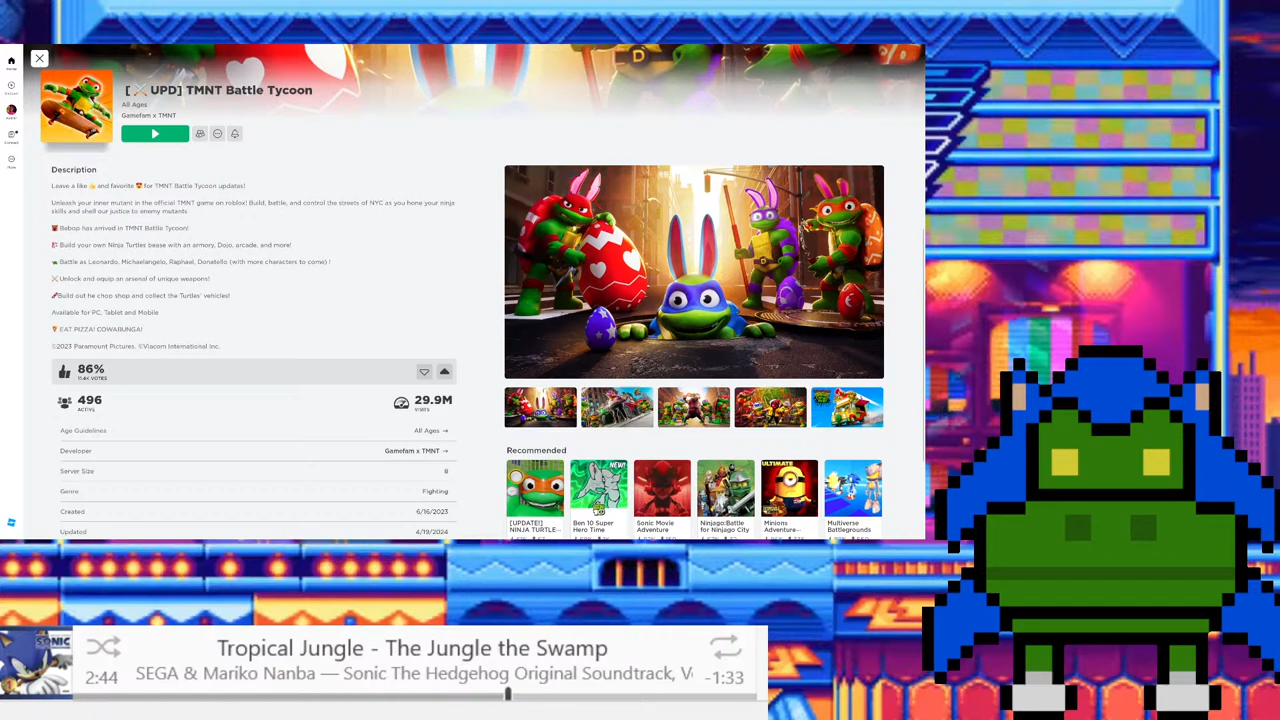 [⚔ UPD] TMNT Battle Tycoon
All Ages
Gamefam x TMNT
Description
Leave a like 👍 and favorite 😍 for TMNT Battle Tycoon updatas!
Unleash your inner mutant in the official TMNT game on roblox! Build, battle, and control the streets of NYC as you hone your ninja
skills and shell our justice to enemy mutants
Bebop has arrived in TMNT Battle Tycoon!
Build your own Ninja Turtles bease with an armory, Dojo, arcade, and more!
Battle as Leonardo, Michaelangelo, Raphael, Donatello (with more characters to come) !
⚔Unlock and equip an arsenal of unique weapons!
Build out he chop shop and collect the Turtles' vehicles!
Available for PC, Tablet and Mobile
🍕 EAT PIZZA! COWABUNGA!
©2023 Paramount Pictures. ©Viacom International Inc.
86%
11.4K VOTES
496
ACTIVE
29.9M
VISITS
Age Guidelines All Ages →
Developer Gamefam x TMNT →
Server Size 8
Genre Fighting
Created 6/16/2023
Updated 4/19/2024
Recommended
NEW!
ULTIMATE
[UPDATE!]
NINJA TURTLE...
Ben 10 Super
Hero Time
Sonic Movie
Adventure
Ninjago:Battle
for Ninjago City
Minions
Adventure...
Multiverse
Battlegrounds
SONIC
Tropical Jungle - The Jungle the Swamp
2:44
SEGA & Mariko Nanba — Sonic The Hedgehog Original Soundtrack, V
-1:33